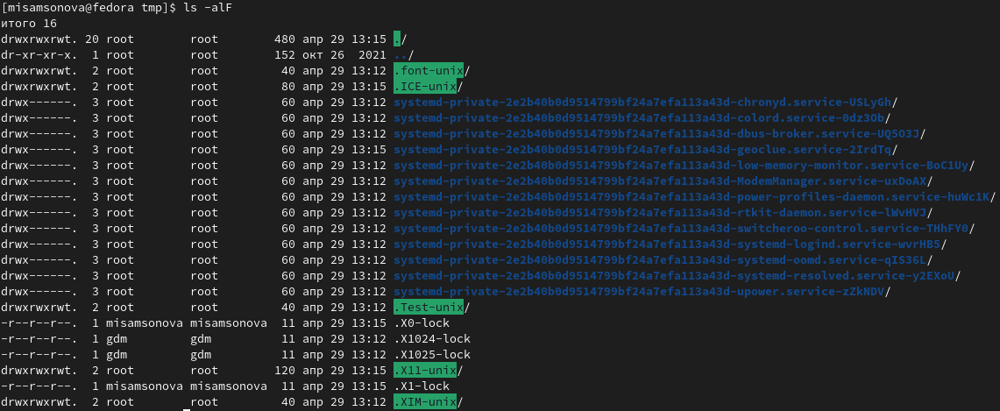 [misamsonova@fedora tmp]$ ls -alF
итого 16
drwxrwxrwt. 20 root        root        480 апр 29 13:15 ./
dr-xr-xr-x.  1 root        root        152 окт 26  2021 ../
drwxrwxrwt.  2 root        root         40 апр 29 13:12 .font-unix/
drwxrwxrwt.  2 root        root         80 апр 29 13:15 .ICE-unix/
drwx------.  3 root        root         60 апр 29 13:12 systemd-private-2e2b40b0d9514799bf24a7efa113a43d-chronyd.service-USLyGh/
drwx------.  3 root        root         60 апр 29 13:12 systemd-private-2e2b40b0d9514799bf24a7efa113a43d-colord.service-0dz3Ob/
drwx------.  3 root        root         60 апр 29 13:12 systemd-private-2e2b40b0d9514799bf24a7efa113a43d-dbus-broker.service-UQ5O3J/
drwx------.  3 root        root         60 апр 29 13:15 systemd-private-2e2b40b0d9514799bf24a7efa113a43d-geoclue.service-2IrdTq/
drwx------.  3 root        root         60 апр 29 13:12 systemd-private-2e2b40b0d9514799bf24a7efa113a43d-low-memory-monitor.service-BoC1Uy/
drwx------.  3 root        root         60 апр 29 13:12 systemd-private-2e2b40b0d9514799bf24a7efa113a43d-ModemManager.service-uxDoAX/
drwx------.  3 root        root         60 апр 29 13:12 systemd-private-2e2b40b0d9514799bf24a7efa113a43d-power-profiles-daemon.service-huWc1K/
drwx------.  3 root        root         60 апр 29 13:12 systemd-private-2e2b40b0d9514799bf24a7efa113a43d-rtkit-daemon.service-lWvHVJ/
drwx------.  3 root        root         60 апр 29 13:12 systemd-private-2e2b40b0d9514799bf24a7efa113a43d-switcheroo-control.service-THhFY0/
drwx------.  3 root        root         60 апр 29 13:12 systemd-private-2e2b40b0d9514799bf24a7efa113a43d-systemd-logind.service-wvrHB5/
drwx------.  3 root        root         60 апр 29 13:12 systemd-private-2e2b40b0d9514799bf24a7efa113a43d-systemd-oomd.service-qIS36L/
drwx------.  3 root        root         60 апр 29 13:12 systemd-private-2e2b40b0d9514799bf24a7efa113a43d-systemd-resolved.service-y2EXoU/
drwx------.  3 root        root         60 апр 29 13:12 systemd-private-2e2b40b0d9514799bf24a7efa113a43d-upower.service-zZkNDV/
drwxrwxrwt.  2 root        root         40 апр 29 13:12 .Test-unix/
-r--r--r--.  1 misamsonova misamsonova  11 апр 29 13:15 .X0-lock
-r--r--r--.  1 gdm         gdm          11 апр 29 13:12 .X1024-lock
-r--r--r--.  1 gdm         gdm          11 апр 29 13:12 .X1025-lock
drwxrwxrwt.  2 root        root        120 апр 29 13:15 .X11-unix/
-r--r--r--.  1 misamsonova misamsonova  11 апр 29 13:15 .X1-lock
drwxrwxrwt.  2 root        root         40 апр 29 13:12 .XIM-unix/